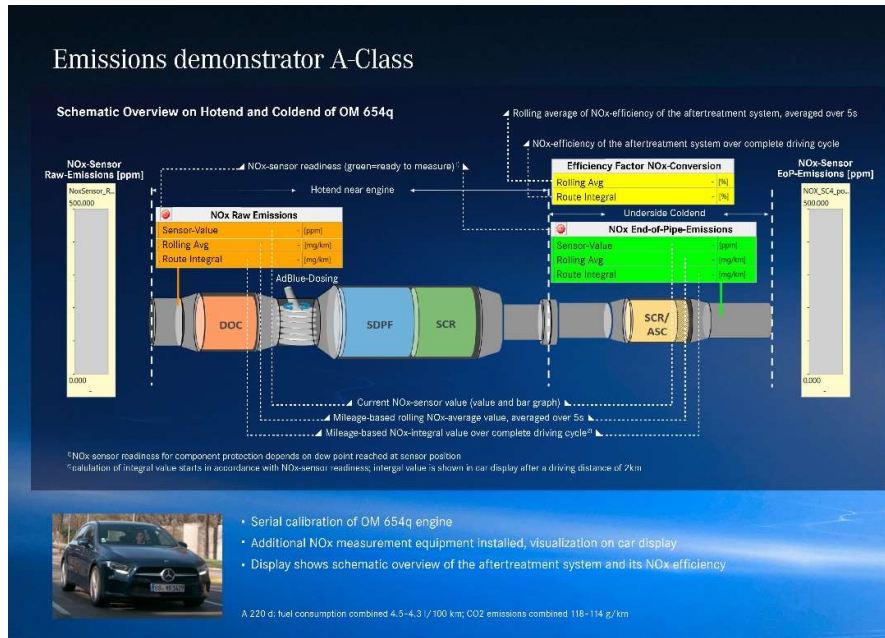 Emissions demonstrator A-Class
Schematic Overview on Hotend and Coldend of OM 654q
Rolling average of NOx-efficiency of the aftertreatment system, averaged over 5s
NOx-efficiency of the aftertreatment system over complete driving cycle
NOx-sensor readiness (green=ready to measure)
Hotend near engine
NOx-Sensor
Raw-Emissions [ppm]
NoxSensor_R...
500.000
0.000
-
NOx Raw Emissions
Sensor-Value - [ppm]
Rolling Avg - [mg/km]
Route Integral - [mg/km]
Efficiency Factor NOx-Conversion
Rolling Avg - [%]
Route Integral - [%]
Underside Coldend
NOx End-of-Pipe-Emissions
Sensor-Value - [ppm]
Rolling Avg - [mg/km]
Route Integral - [mg/km]
NOx-Sensor
EoP-Emissions [ppm]
NOX_SC4_po...
500.000
0.000
-
AdBlue-Dosing
DOC
SDPF
SCR
SCR/
ASC
Current NOx-sensor value (value and bar graph)
Mileage-based rolling NOx-average value, averaged over 5s
Mileage-based NOx-integral value over complete driving cycle²⁾
NOx sensor readiness for component protection depends on dew point reached at sensor position
calulation of integral value starts in accordance with NOx-sensor readiness; intergal value is shown in car display after a driving distance of 2km
• Serial calibration of OM 654q engine
• Additional NOx measurement equipment installed, visualization on car display
• Display shows schematic overview of the aftertreatment system and its NOx efficiency
A 220 d: fuel consumption combined 4.5–4.3 l/100 km; CO2 emissions combined 118–114 g/km